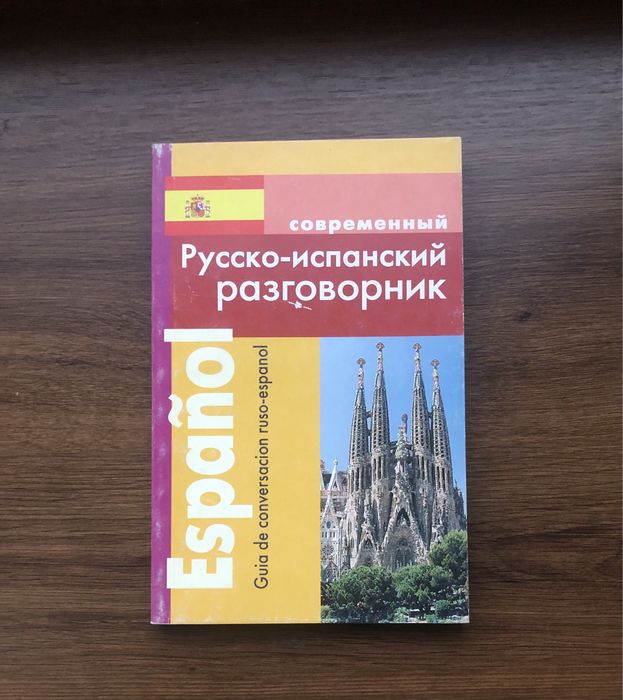 современный
Русско-испанский
разговорник
Español
Guia de conversacion ruso-espanol